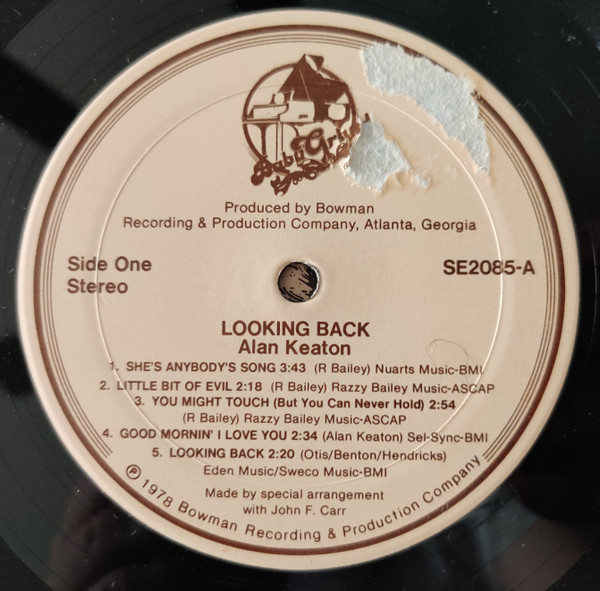 Baby Grand
Produced by Bowman
Recording & Production Company, Atlanta, Georgia
Side One
Stereo
SE2085-A
LOOKING BACK
Alan Keaton
1. SHE'S ANYBODY'S SONG 3:43 (R Bailey) Nuarts Music-BMI
2. LITTLE BIT OF EVIL 2:18 (R Bailey) Razzy Bailey Music-ASCAP
3. YOU MIGHT TOUCH (But You Can Never Hold) 2:54
(R Bailey) Razzy Bailey Music-ASCAP
4. GOOD MORNIN' I LOVE YOU 2:34 (Alan Keaton) Sel-Sync-BMI
5. LOOKING BACK 2:20 (Otis/Benton/Hendricks)
Eden Music/Sweco Music-BMI
Made by special arrangement
with John F. Carr
℗ 1978 Bowman Recording & Production Company